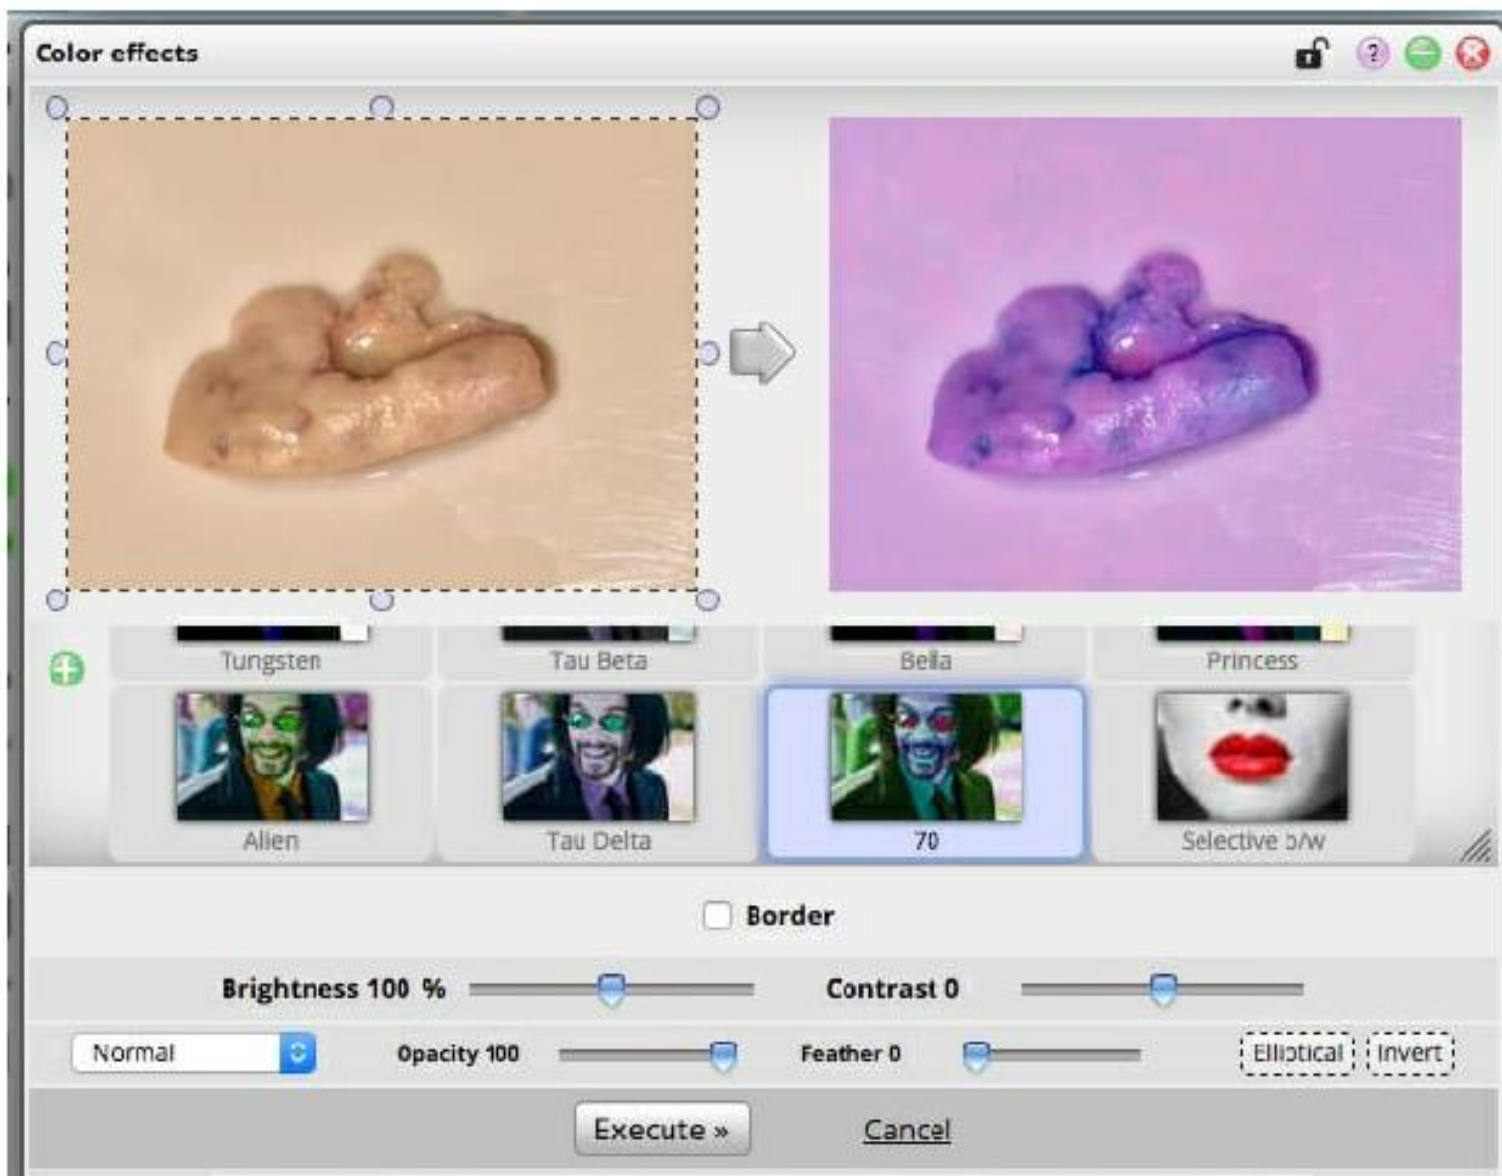 Color effects
?
Tungsten Tau Beta Bella Princess
Alien Tau Delta 70 Selective b/w
Border
Brightness 100 % Contrast 0
Normal Opacity 100 Feather 0 Elliptical Invert
Execute » Cancel